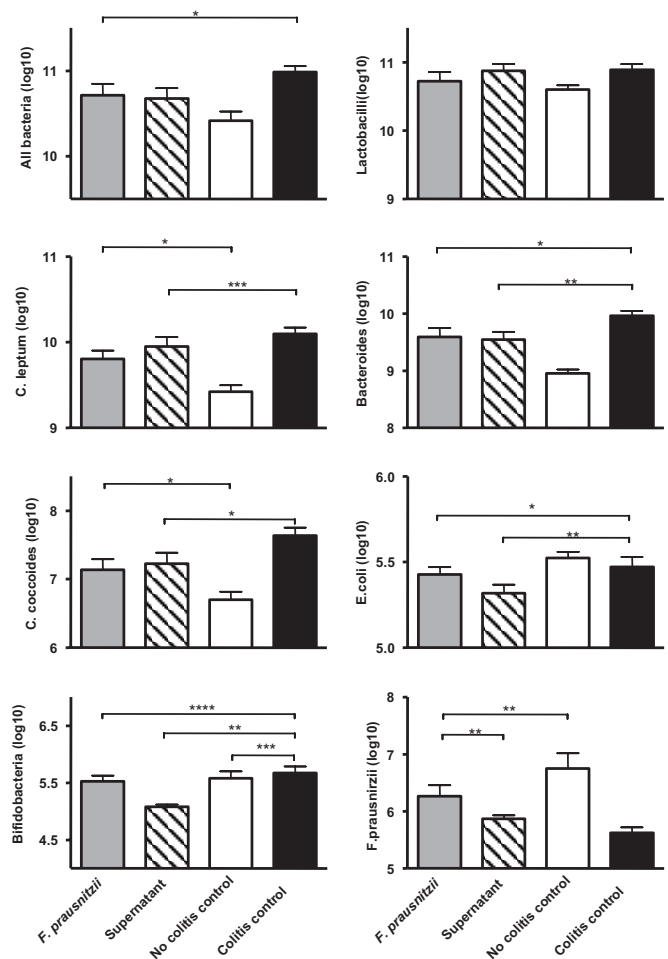 *
All bacteria (log10)
11
10
Lactobacilli(log10)
11
10
9
*
***
C. leptum (log10)
11
10
9
*
**
Bacteroides (log10)
11
10
9
8
*
*
C. coccoides (log10)
8
7
6
*
**
E.coli (log10)
6.0
5.5
5.0
****
**
***
Bifidobacteria (log10)
6.5
5.5
4.5
**
**
F.prausnirzii (log10)
8
7
6
5
F. prausnitzii
Supernatant
No colitis control
Colitis control
F. prausnitzii
Supernatant
No colitis control
Colitis control